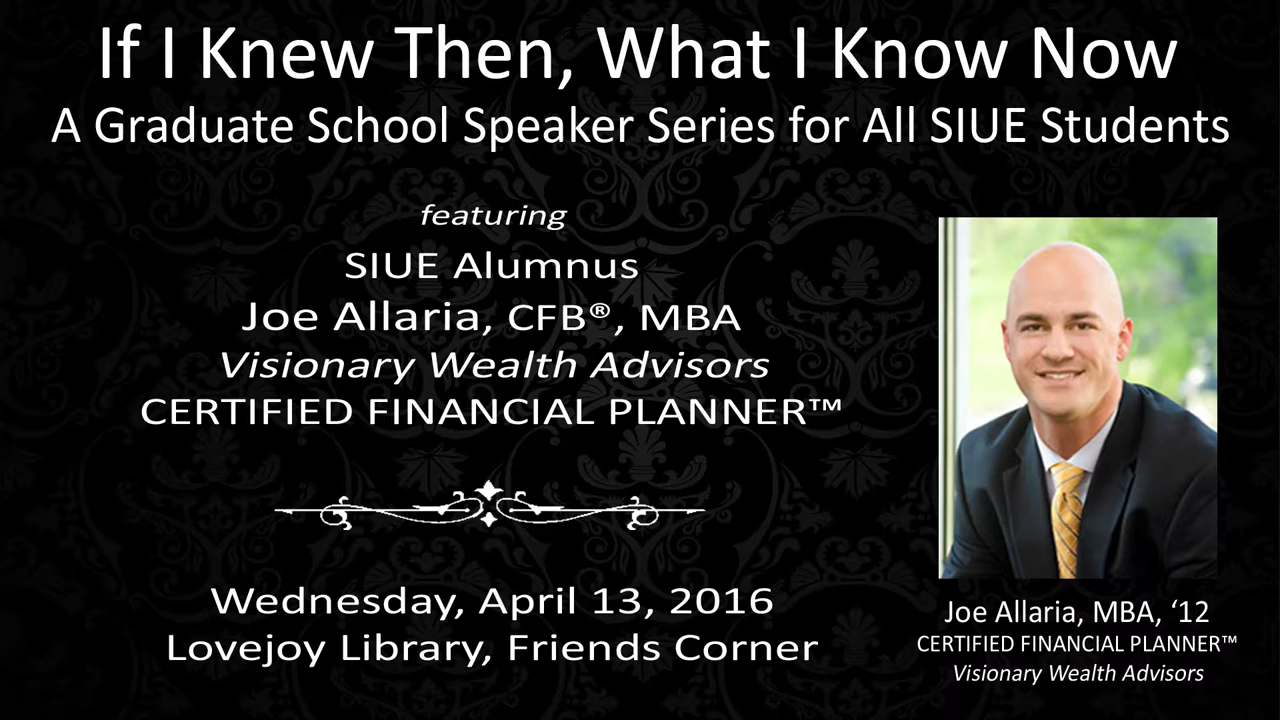 If I Knew Then, What I Know Now
A Graduate School Speaker Series for All SIUE Students
featuring
SIUE Alumnus
Joe Allaria, CFB®, MBA
Visionary Wealth Advisors
CERTIFIED FINANCIAL PLANNER™
Wednesday, April 13, 2016
Lovejoy Library, Friends Corner
Joe Allaria, MBA, ‘12
CERTIFIED FINANCIAL PLANNER™
Visionary Wealth Advisors